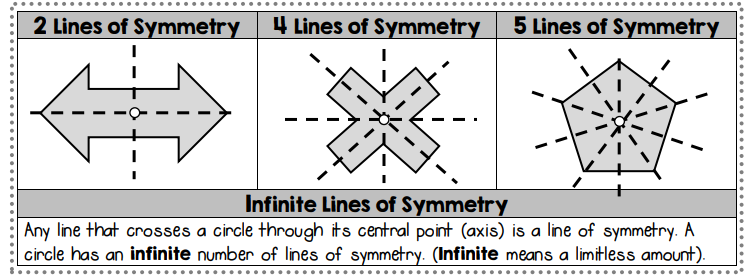 2 Lines of Symmetry
4 Lines of Symmetry
5 Lines of Symmetry
Infinite Lines of Symmetry
Any line that crosses a circle through its central point (axis) is a line of symmetry. A
circle has an infinite number of lines of symmetry. (Infinite means a limitless amount).